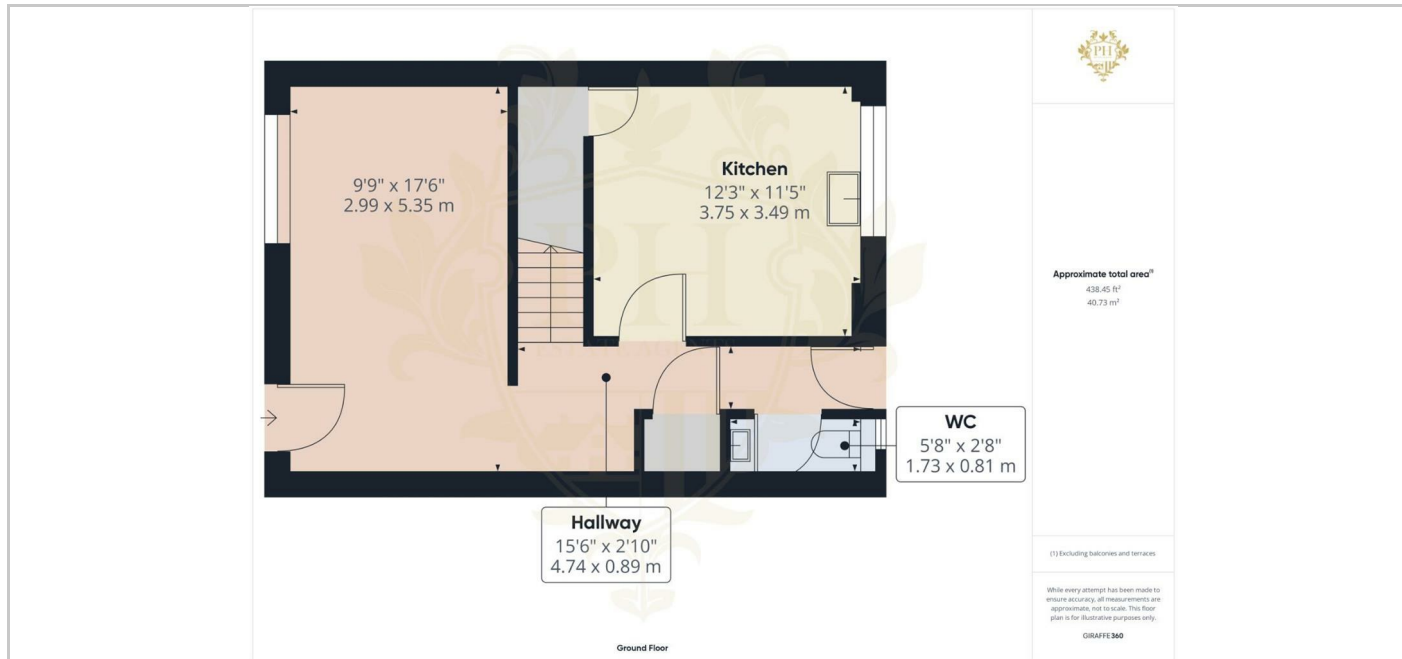 9'9" x 17'6"
2.99 x 5.35 m
Kitchen
12'3" x 11'5"
3.75 x 3.49 m
WC
5'8" x 2'8"
1.73 x 0.81 m
Hallway
15'6" x 2'10"
4.74 x 0.89 m
Ground Floor
PH
PH
Approximate total area⁽¹⁾
438.45 ft²
40.73 m²
(1) Excluding balconies and terraces
While every attempt has been made to
ensure accuracy, all measurements are
approximate, not to scale. This floor
plan is for illustrative purposes only.
GIRAFFE360